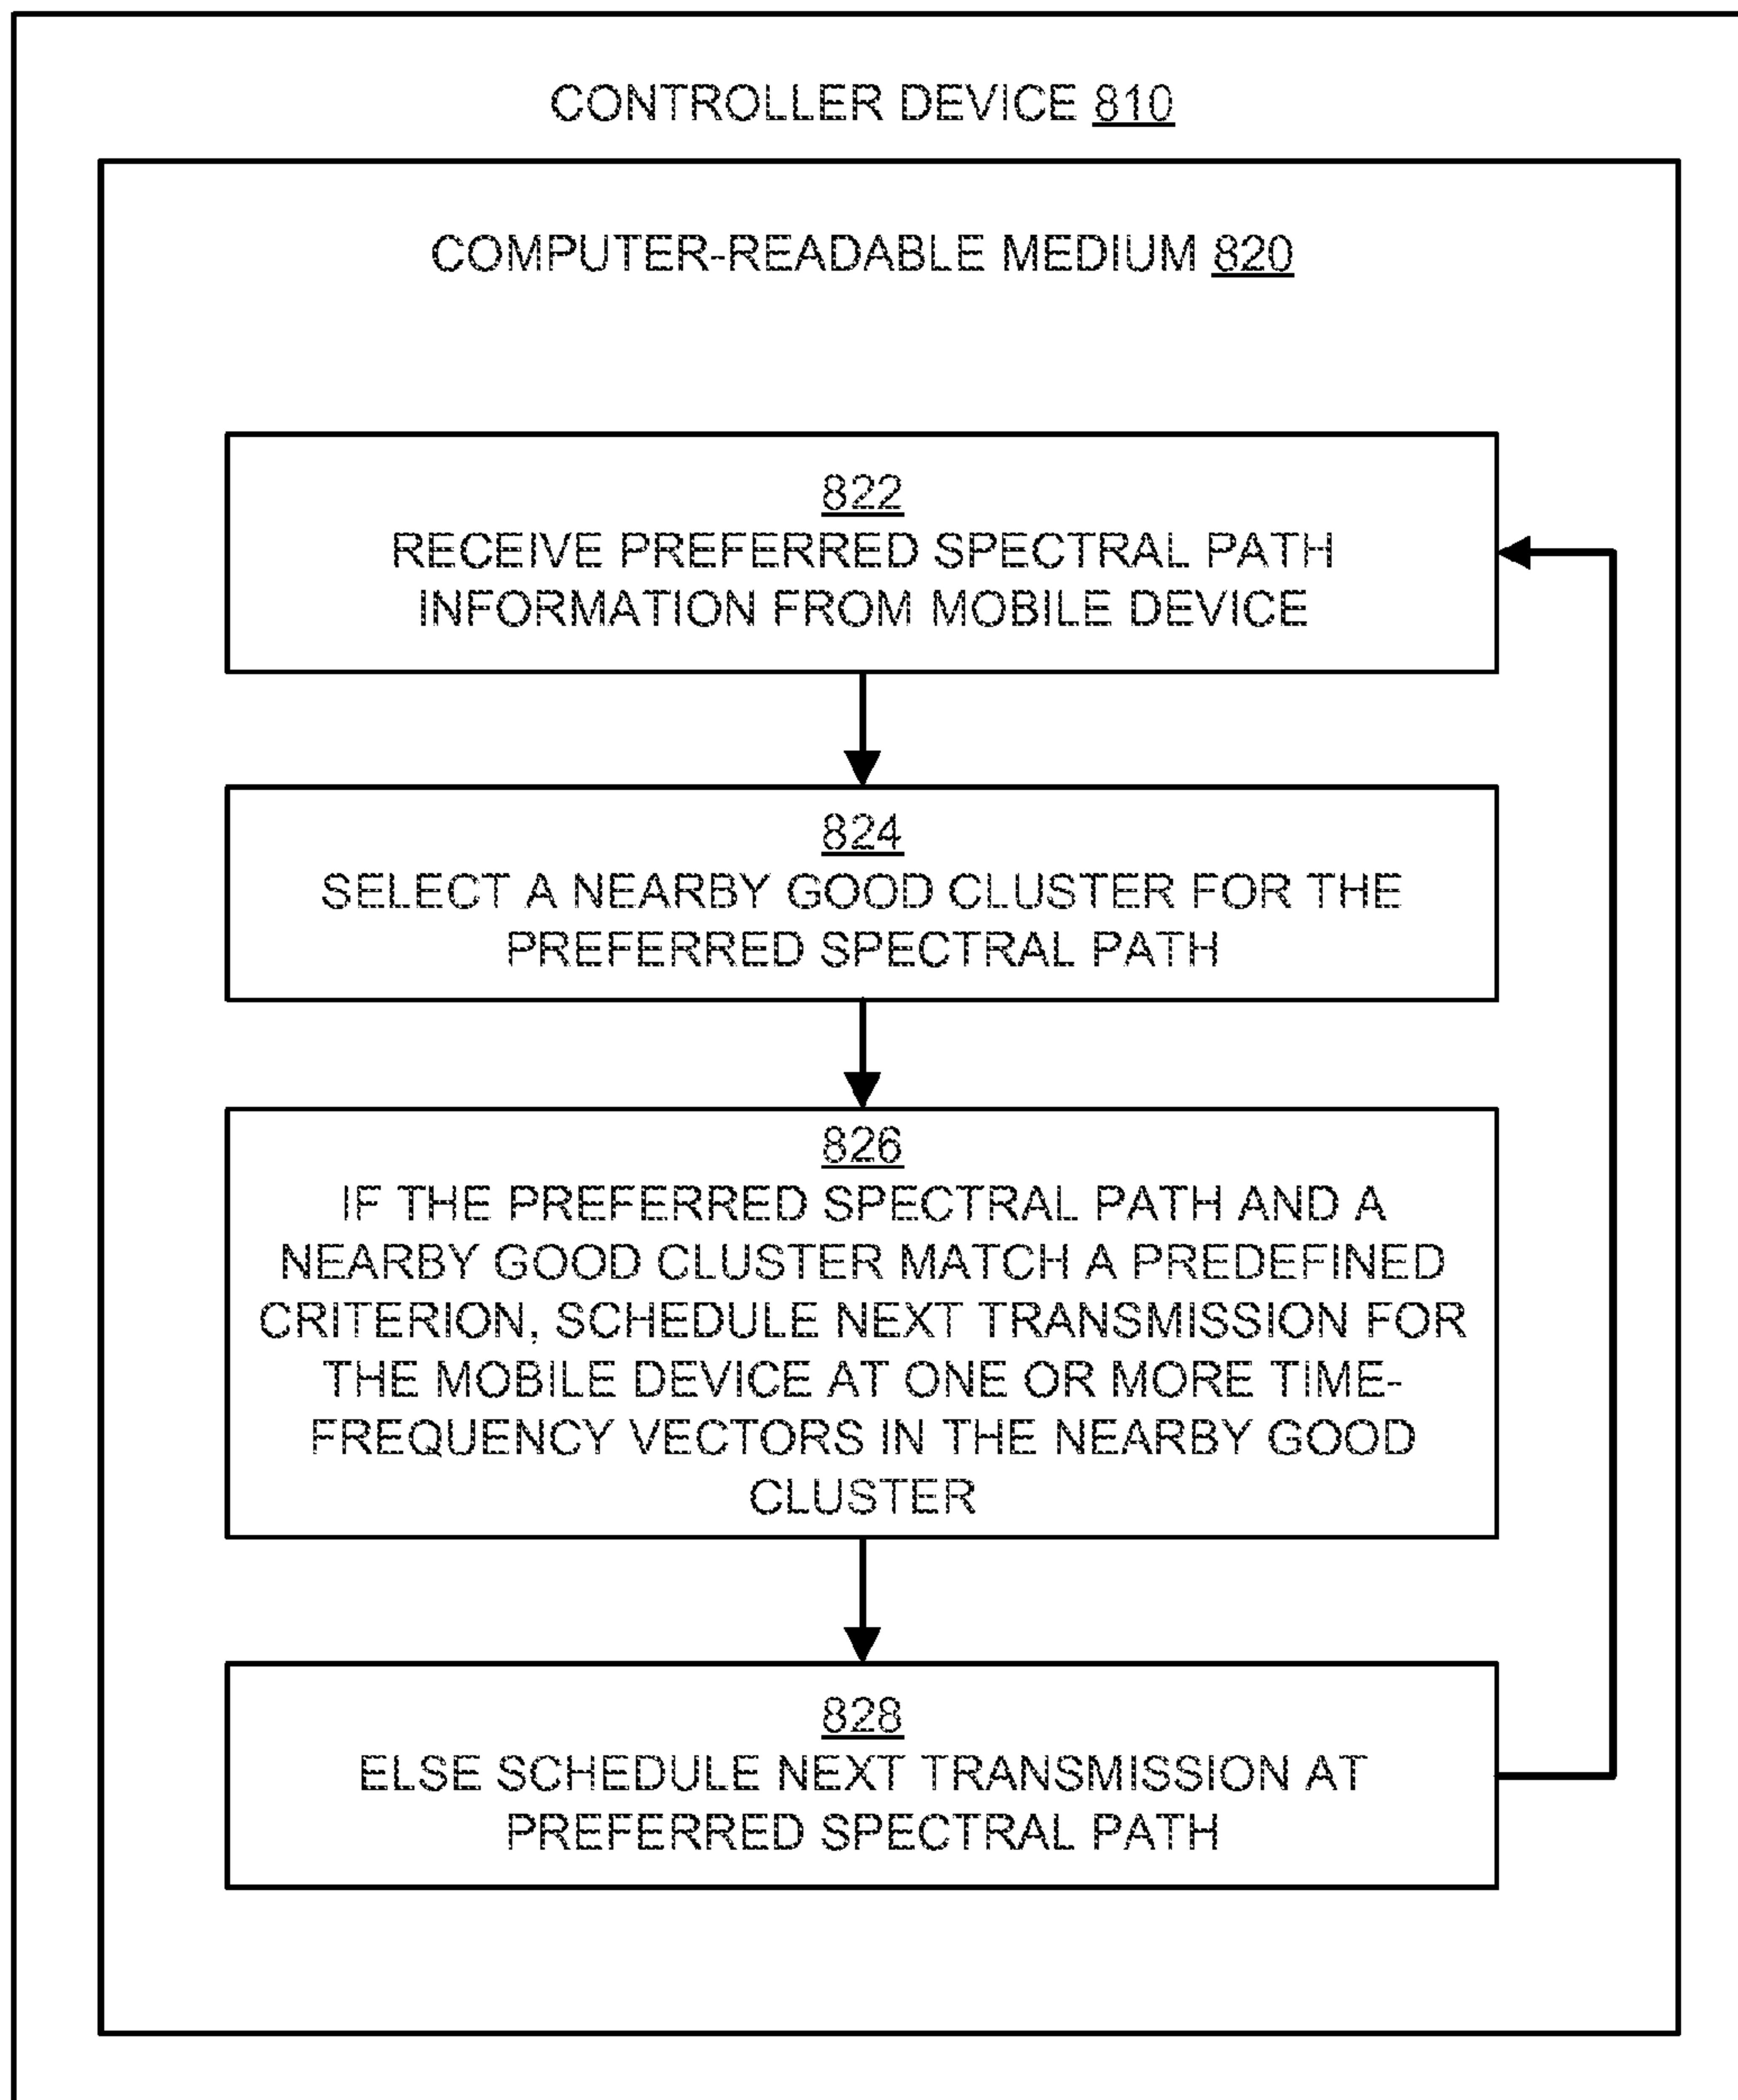 CONTROLLER DEVICE 810
COMPUTER-READABLE MEDIUM 820
822
RECEIVE PREFERRED SPECTRAL PATH
INFORMATION FROM MOBILE DEVICE
824
SELECT A NEARBY GOOD CLUSTER FOR THE
PREFERRED SPECTRAL PATH
826
IF THE PREFERRED SPECTRAL PATH AND A
NEARBY GOOD CLUSTER MATCH A PREDEFINED
CRITERION, SCHEDULE NEXT TRANSMISSION FOR
THE MOBILE DEVICE AT ONE OR MORE TIME-
FREQUENCY VECTORS IN THE NEARBY GOOD
CLUSTER
828
ELSE SCHEDULE NEXT TRANSMISSION AT
PREFERRED SPECTRAL PATH